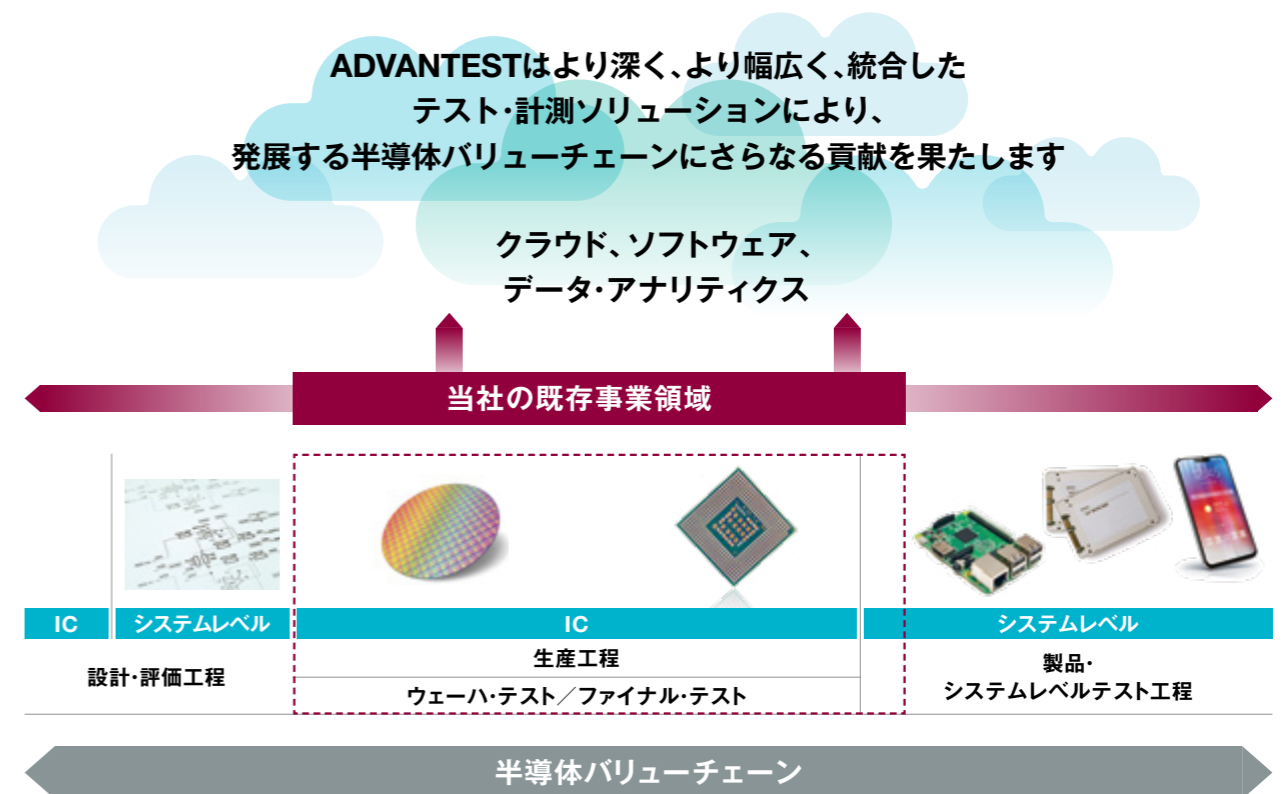 ADVANTESTはより深く、より幅広く、統合した
テスト・計測ソリューションにより、
発展する半導体バリューチェーンにさらなる貢献を果たします
クラウド、ソフトウェア、
データ・アナリティクス
当社の既存事業領域
IC
システムレベル
IC
システムレベル
設計・評価工程
生産工程
ウェーハ・テスト／ファイナル・テスト
製品・
システムレベルテスト工程
半導体バリューチェーン